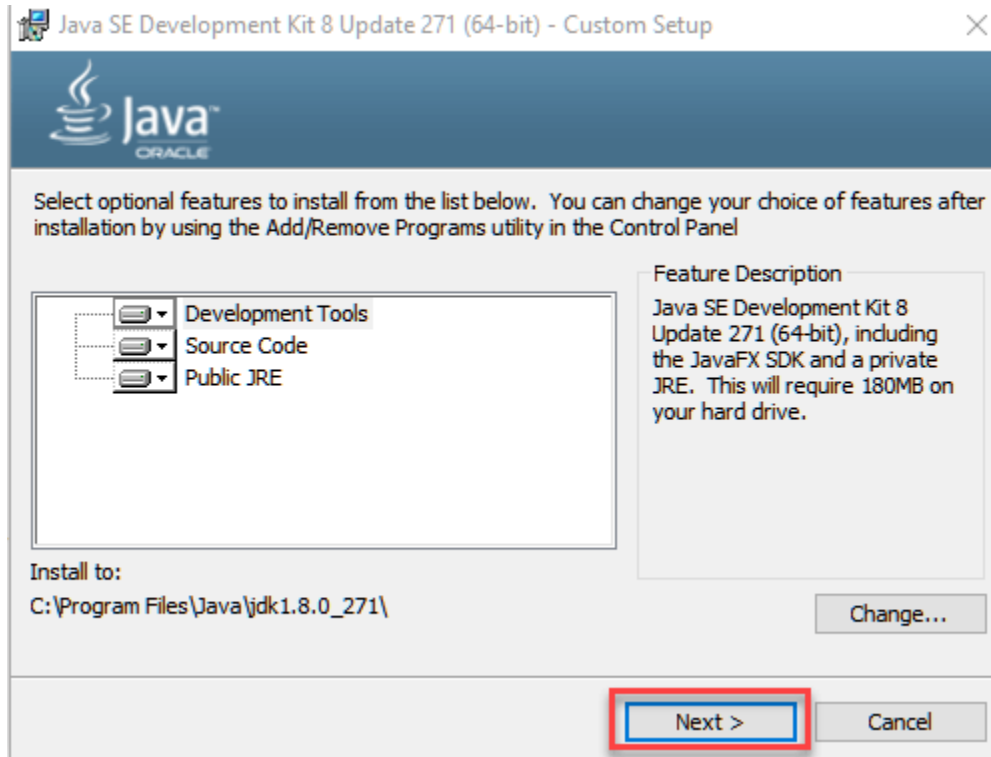 Java SE Development Kit 8 Update 271 (64-bit) - Custom Setup
Java™
ORACLE
Select optional features to install from the list below. You can change your choice of features after
installation by using the Add/Remove Programs utility in the Control Panel
Development Tools
Source Code
Public JRE
Feature Description
Java SE Development Kit 8
Update 271 (64-bit), including
the JavaFX SDK and a private
JRE. This will require 180MB on
your hard drive.
Install to:
C:\Program Files\Java\jdk1.8.0_271\
Change...
Next >
Cancel